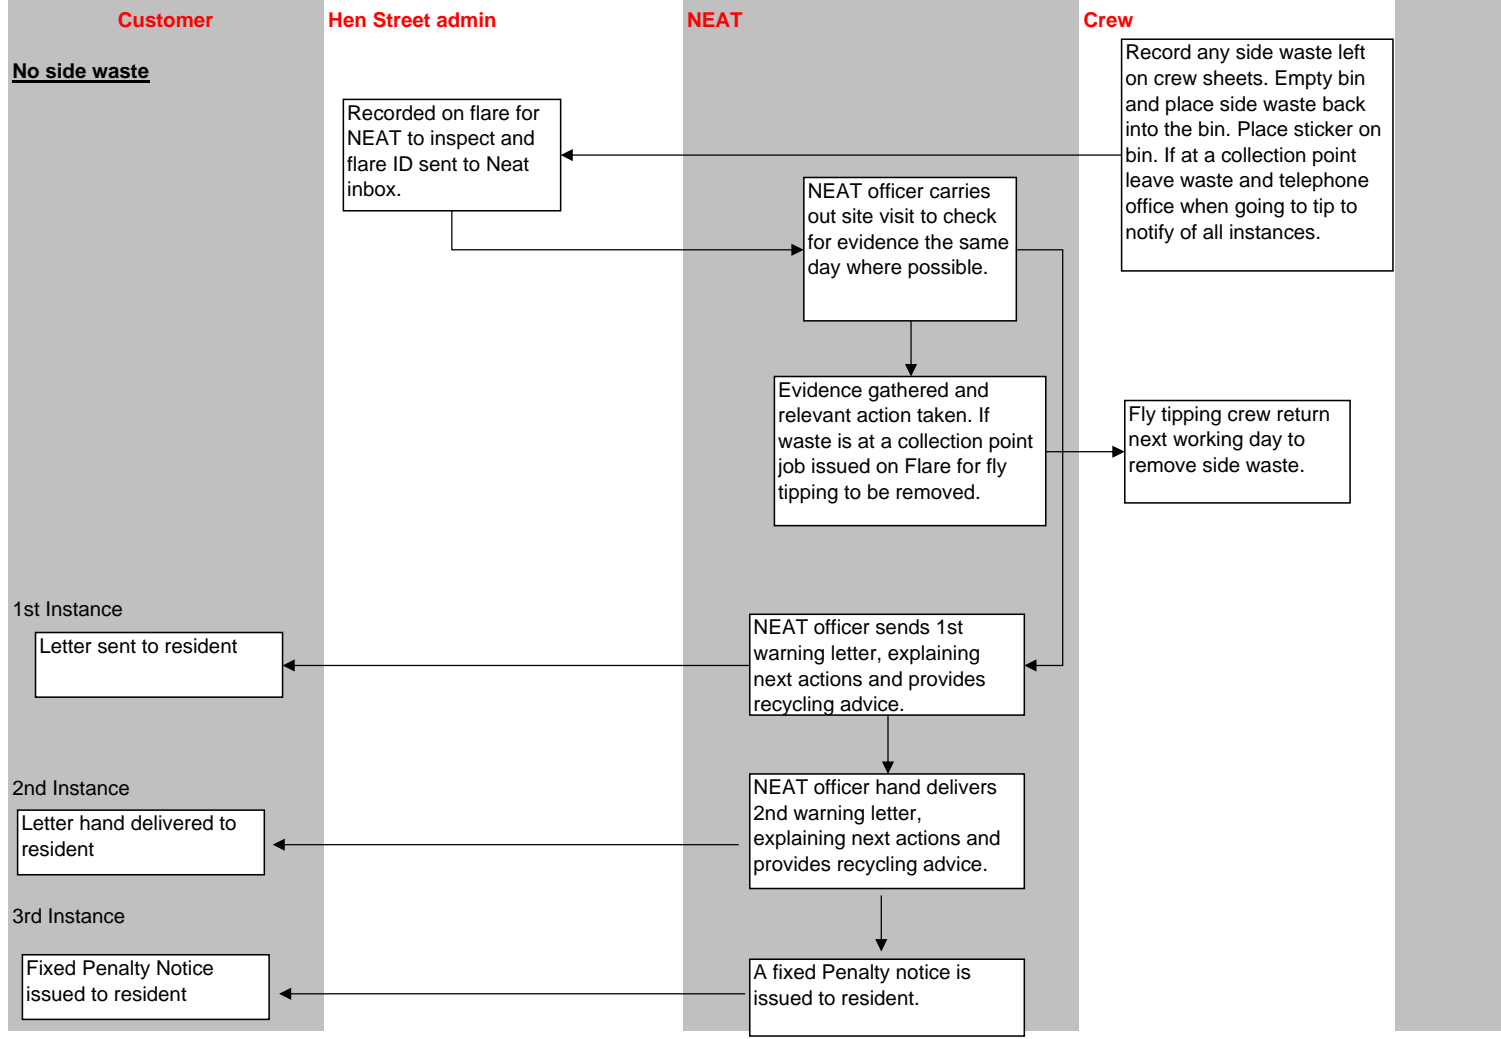 Customer
Hen Street admin
NEAT
Crew
No side waste
Record any side waste left
on crew sheets. Empty bin
and place side waste back
into the bin. Place sticker on
bin. If at a collection point
leave waste and telephone
office when going to tip to
notify of all instances.
Recorded on flare for
NEAT to inspect and
flare ID sent to Neat
inbox.
NEAT officer carries
out site visit to check
for evidence the same
day where possible.
Evidence gathered and
relevant action taken. If
waste is at a collection point
job issued on Flare for fly
tipping to be removed.
Fly tipping crew return
next working day to
remove side waste.
1st Instance
Letter sent to resident
NEAT officer sends 1st
warning letter, explaining
next actions and provides
recycling advice.
2nd Instance
Letter hand delivered to
resident
NEAT officer hand delivers
2nd warning letter,
explaining next actions and
provides recycling advice.
3rd Instance
Fixed Penalty Notice
issued to resident
A fixed Penalty notice is
issued to resident.